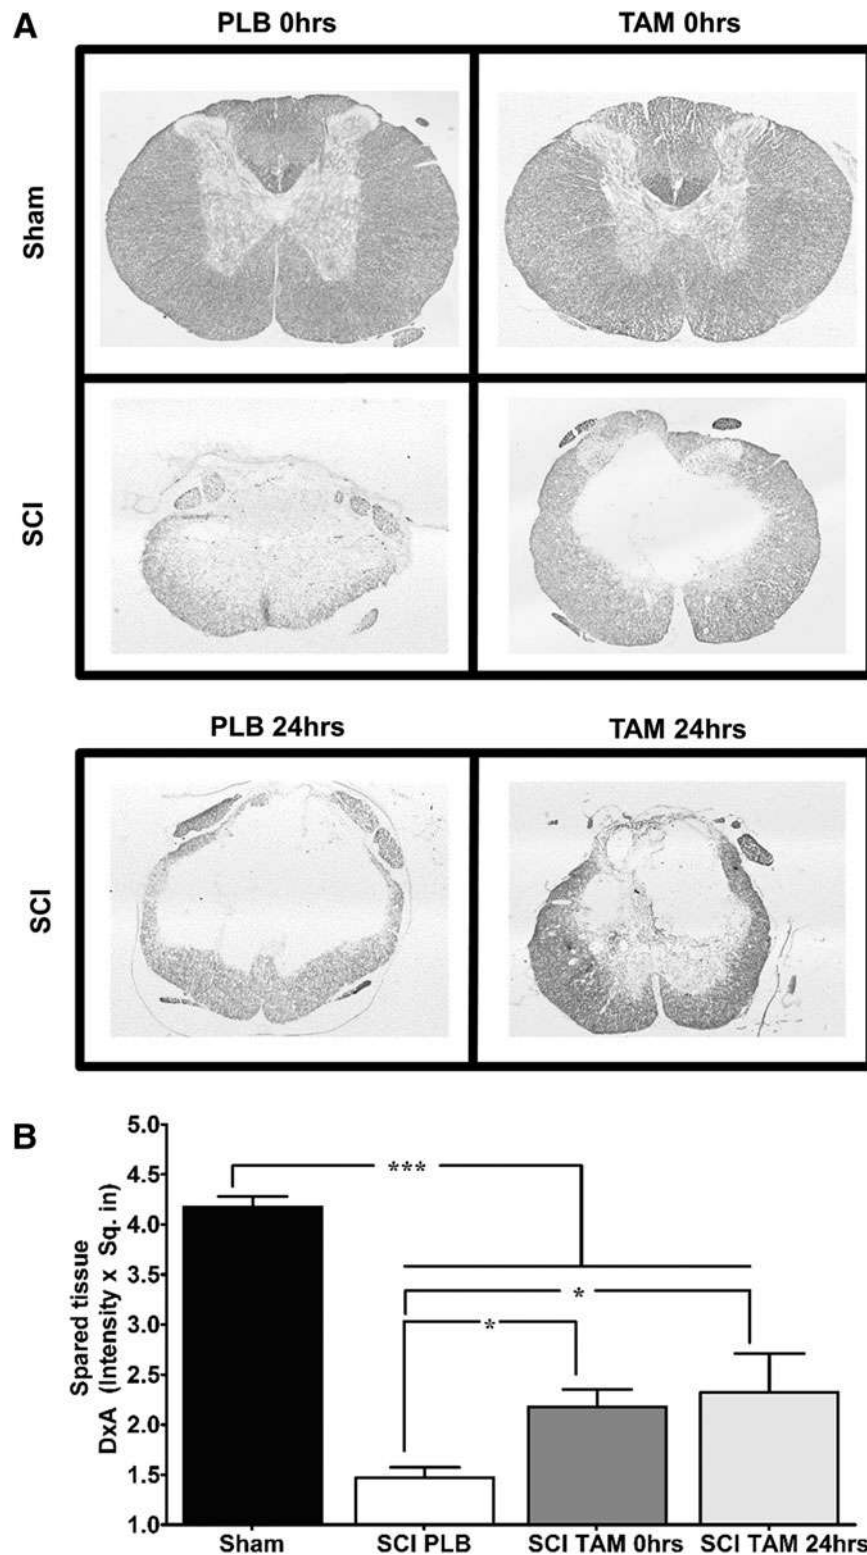 A
PLB 0hrs TAM 0hrs
Sham
SCI
PLB 24hrs TAM 24hrs
SCI
B
Spared tissue
DxA (Intensity x Sq. in)
5.0
4.5
4.0
3.5
3.0
2.5
2.0
1.5
1.0
***
*
*
Sham SCI PLB SCI TAM 0hrs SCI TAM 24hrs